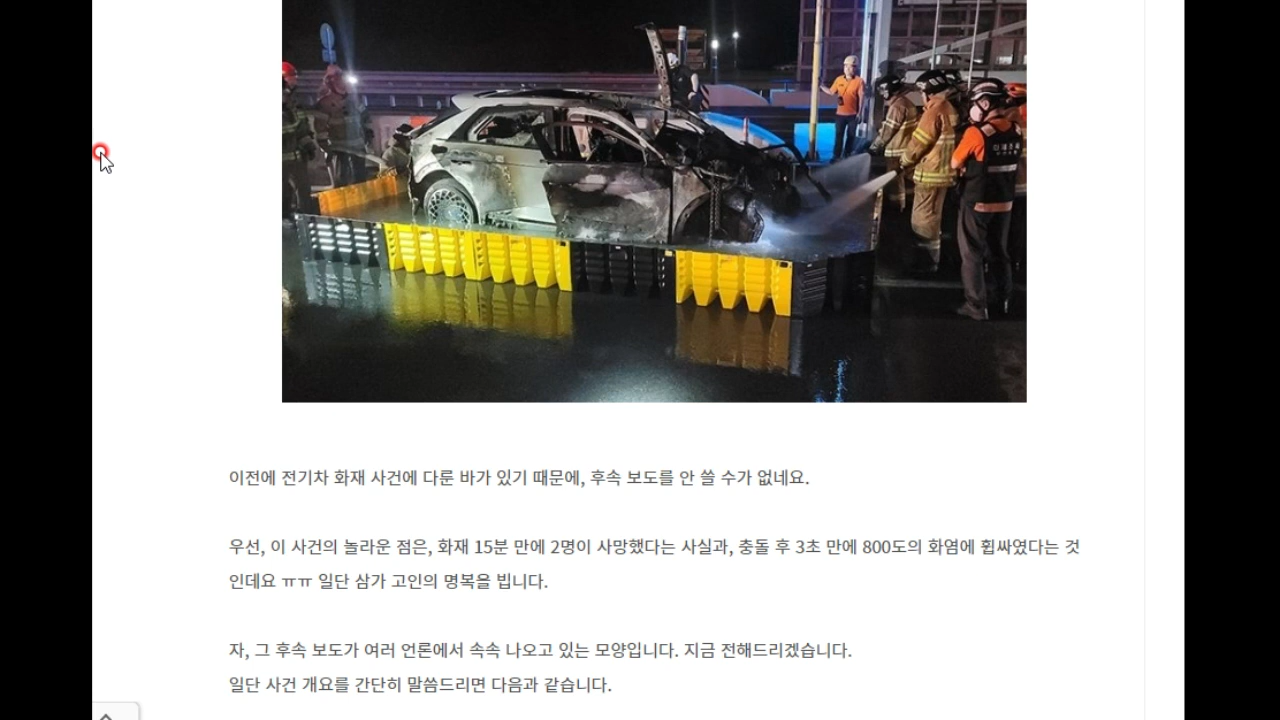 이전에 전기차 화재 사건에 다룬 바가 있기 때문에, 후속 보도를 안 쓸 수가 없네요.
우선, 이 사건의 놀라운 점은, 화재 15분 만에 2명이 사망했다는 사실과, 충돌 후 3초 만에 800도의 화염에 휩싸였다는 것
인데요 ㅠㅠ 일단 삼가 고인의 명복을 빕니다.
자, 그 후속 보도가 여러 언론에서 속속 나오고 있는 모양입니다. 지금 전해드리겠습니다.
일단 사건 개요를 간단히 말씀드리면 다음과 같습니다.